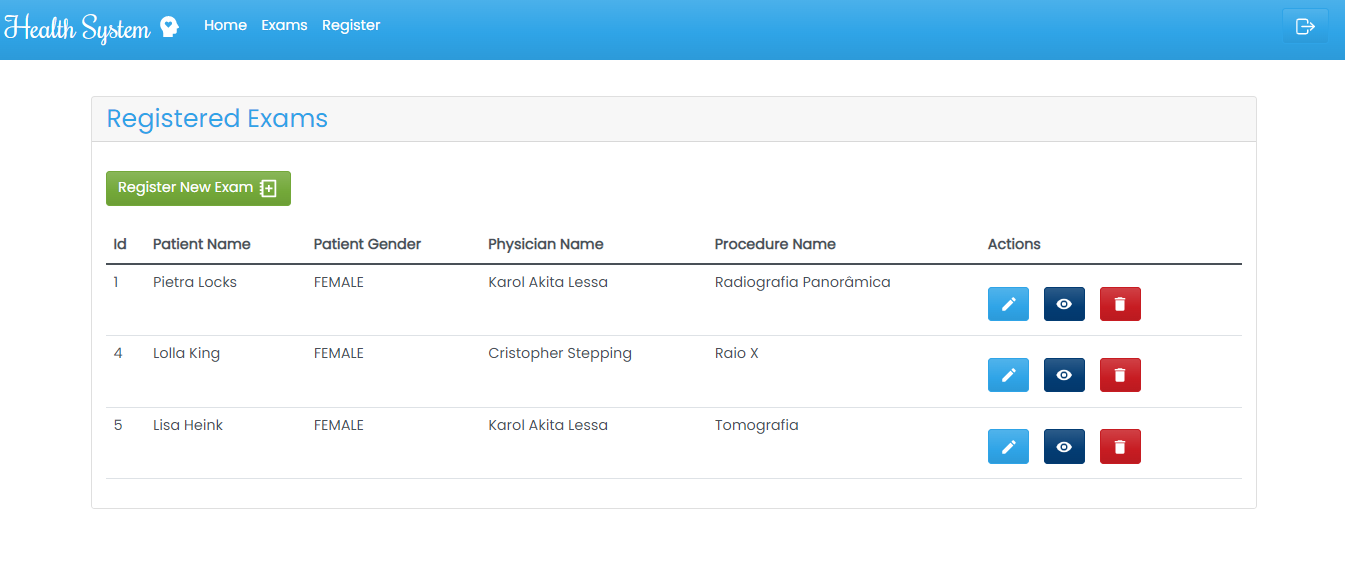 Health System Home Exams Register
Registered Exams
Register New Exam
Id Patient Name Patient Gender Physician Name Procedure Name Actions
1 Pietra Locks FEMALE Karol Akita Lessa Radiografia Panorâmica
4 Lolla King FEMALE Cristopher Stepping Raio X
5 Lisa Heink FEMALE Karol Akita Lessa Tomografia